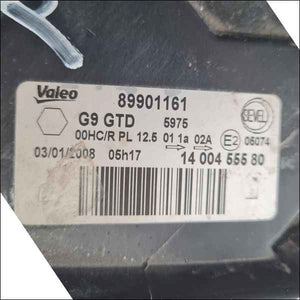 Valeo 89901161
G9 GTD 5975 SEVEL
00HC/R PL 12.5 01 1a 02A E2 05074
03/01/2008 05h17 14 004 555 80